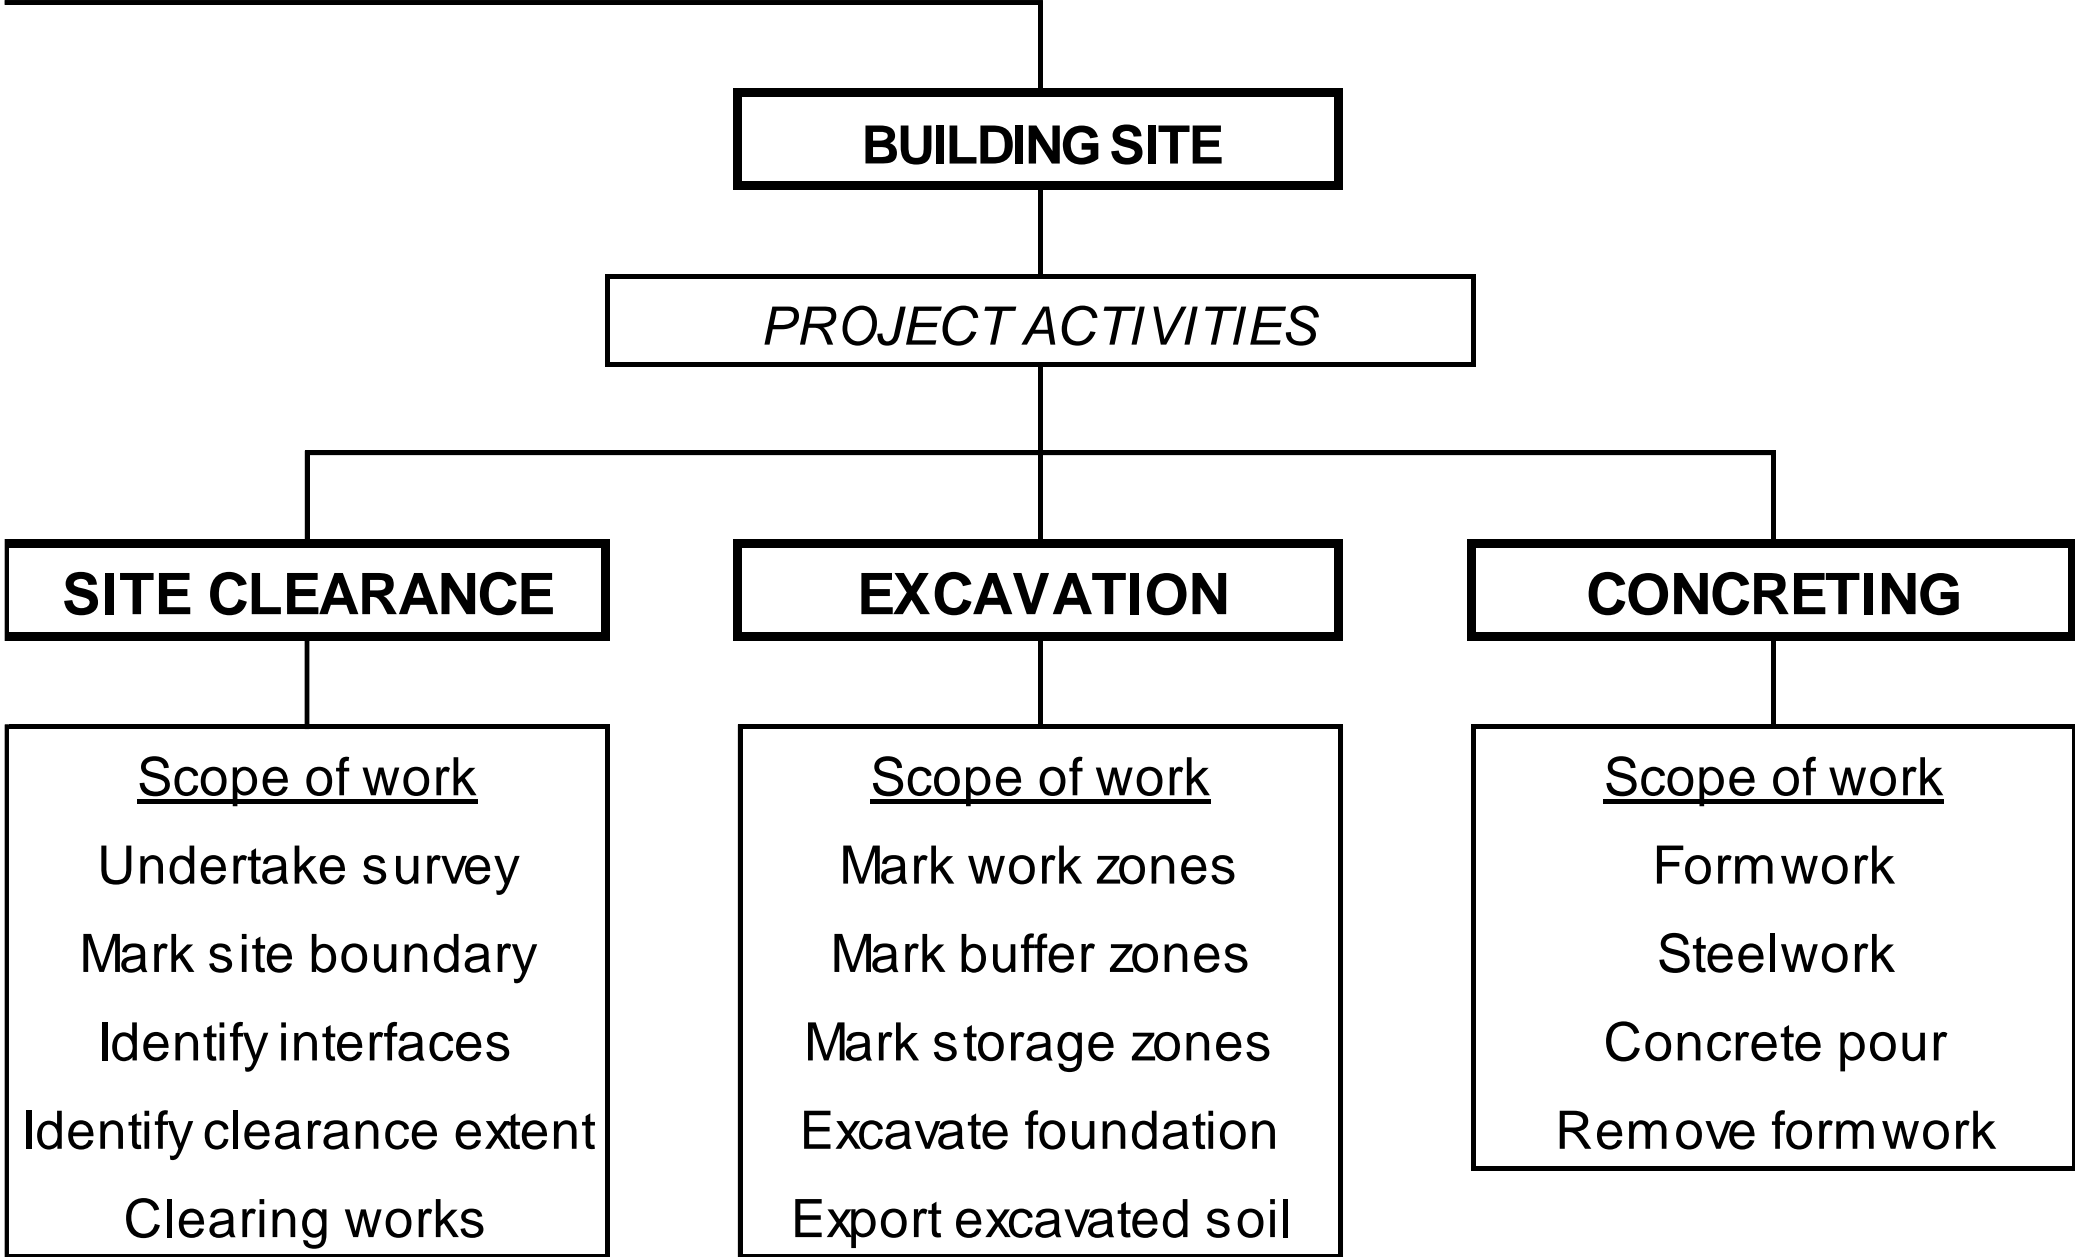 BUILDING SITE
PROJECT ACTIVITIES
SITE CLEARANCE
EXCAVATION
CONCRETING
Scope of work
Undertake survey
Mark site boundary
Identify interfaces
Identify clearance extent
Clearing works
Scope of work
Mark work zones
Mark buffer zones
Mark storage zones
Excavate foundation
Export excavated soil
Scope of work
Formwork
Steelwork
Concrete pour
Remove formwork